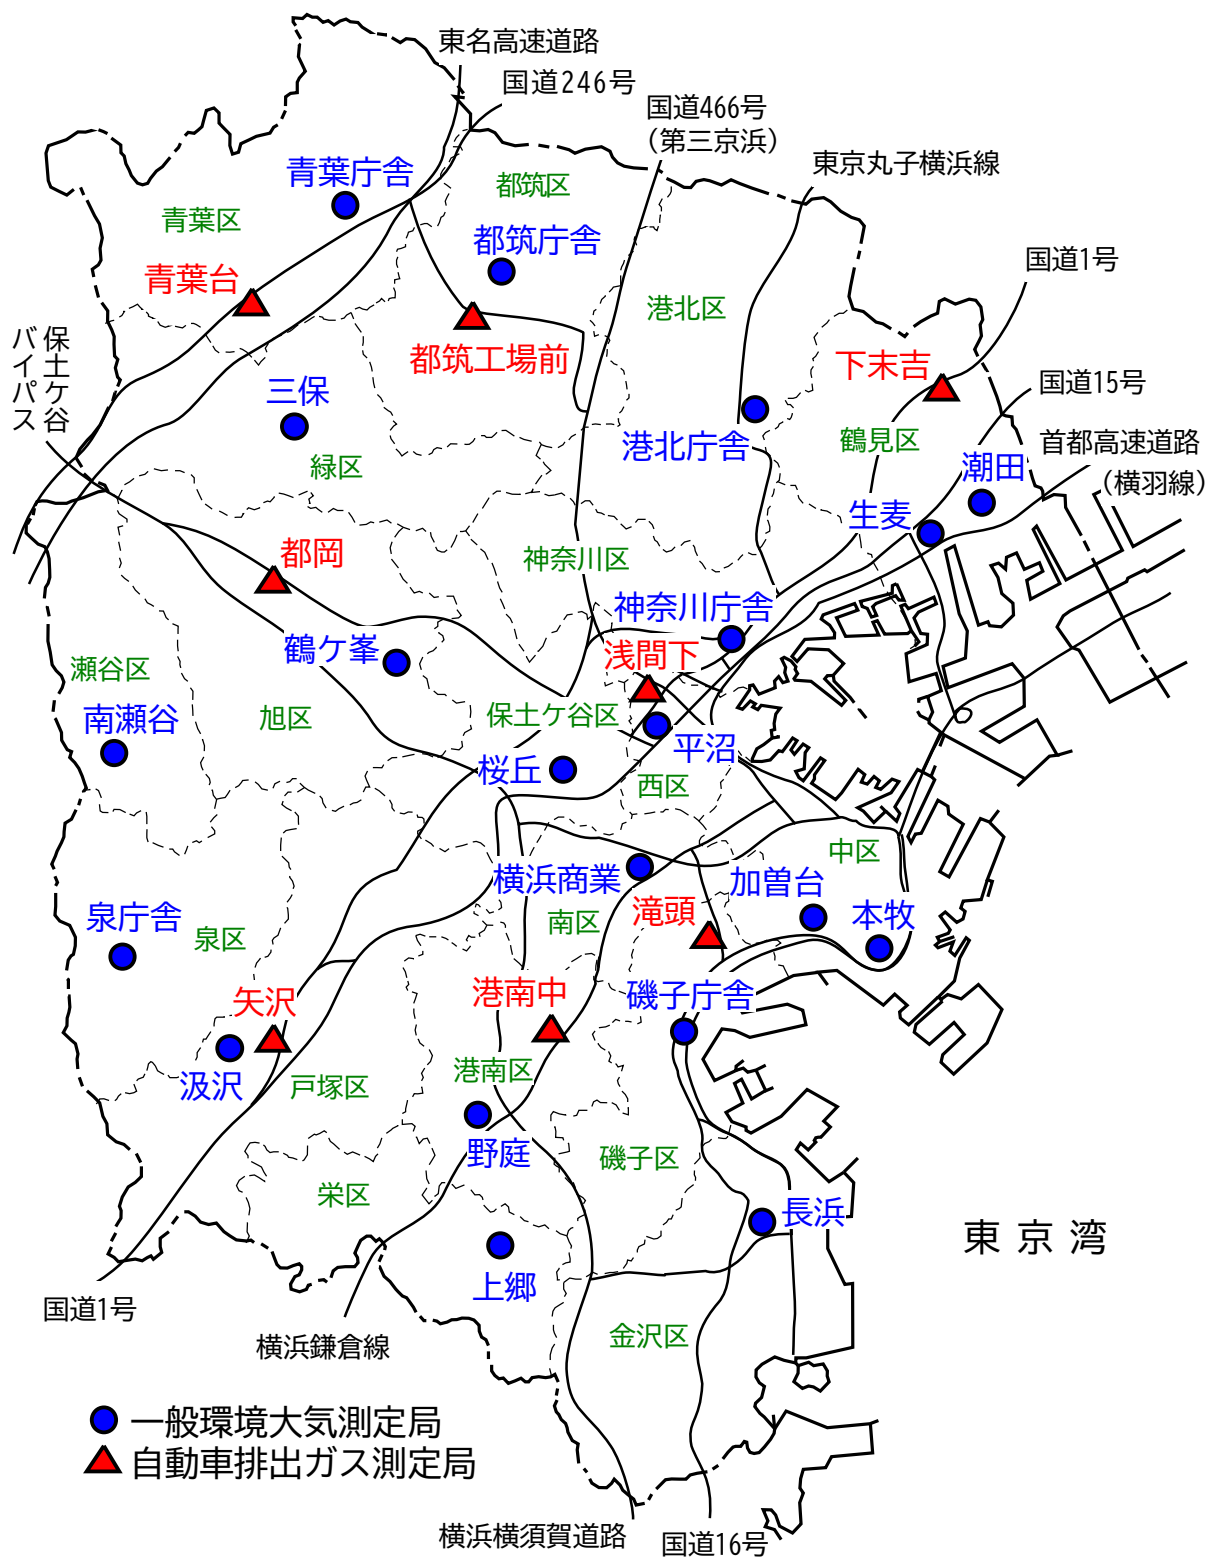 東名高速道路
国道246号
国道466号
(第三京浜)
東京丸子横浜線
青葉庁舎
都筑区
青葉区
都筑庁舎
国道1号
青葉台
港北区
保土ケ谷
バイパス
都筑工場前
下末吉
国道15号
三保
港北庁舎
鶴見区
首都高速道路
(横羽線)
緑区
潮田
生麦
都岡
神奈川区
神奈川庁舎
鶴ケ峯
浅間下
瀬谷区
南瀬谷
旭区
保土ケ谷区
平沼
桜丘
西区
中区
横浜商業
加曽台
泉庁舎
泉区
南区
滝頭
本牧
矢沢
港南中
磯子庁舎
汲沢
戸塚区
港南区
野庭
磯子区
栄区
長浜
東京湾
上郷
国道1号
横浜鎌倉線
金沢区
一般環境大気測定局
自動車排出ガス測定局
横浜横須賀道路
国道16号